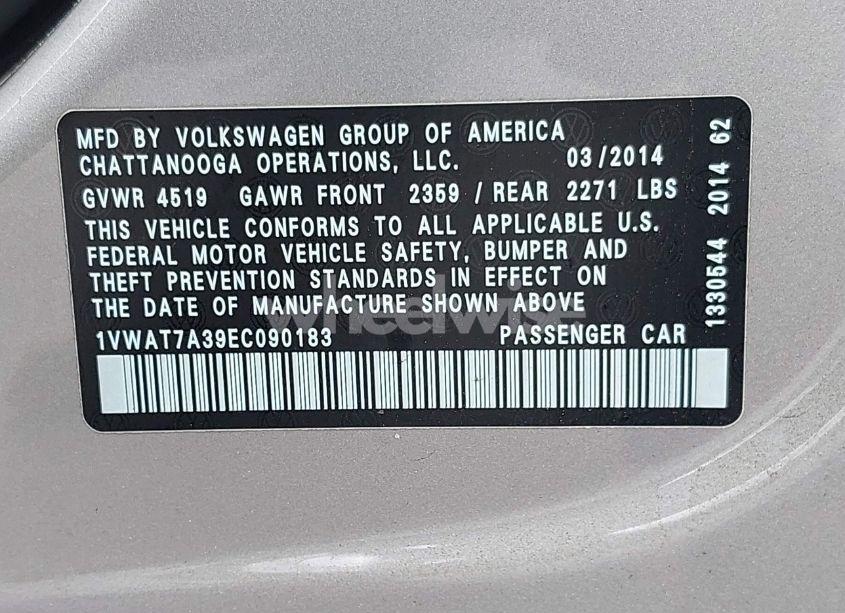 MFD BY VOLKSWAGEN GROUP OF AMERICA
CHATTANOOGA OPERATIONS, LLC. 03/2014
GVWR 4519 GAWR FRONT 2359 / REAR 2271 LBS
THIS VEHICLE CONFORMS TO ALL APPLICABLE U.S.
FEDERAL MOTOR VEHICLE SAFETY, BUMPER AND
THEFT PREVENTION STANDARDS IN EFFECT ON
THE DATE OF MANUFACTURE SHOWN ABOVE
1VWAT7A39EC090183 PASSENGER CAR
1330544 2014 62
wheelwise